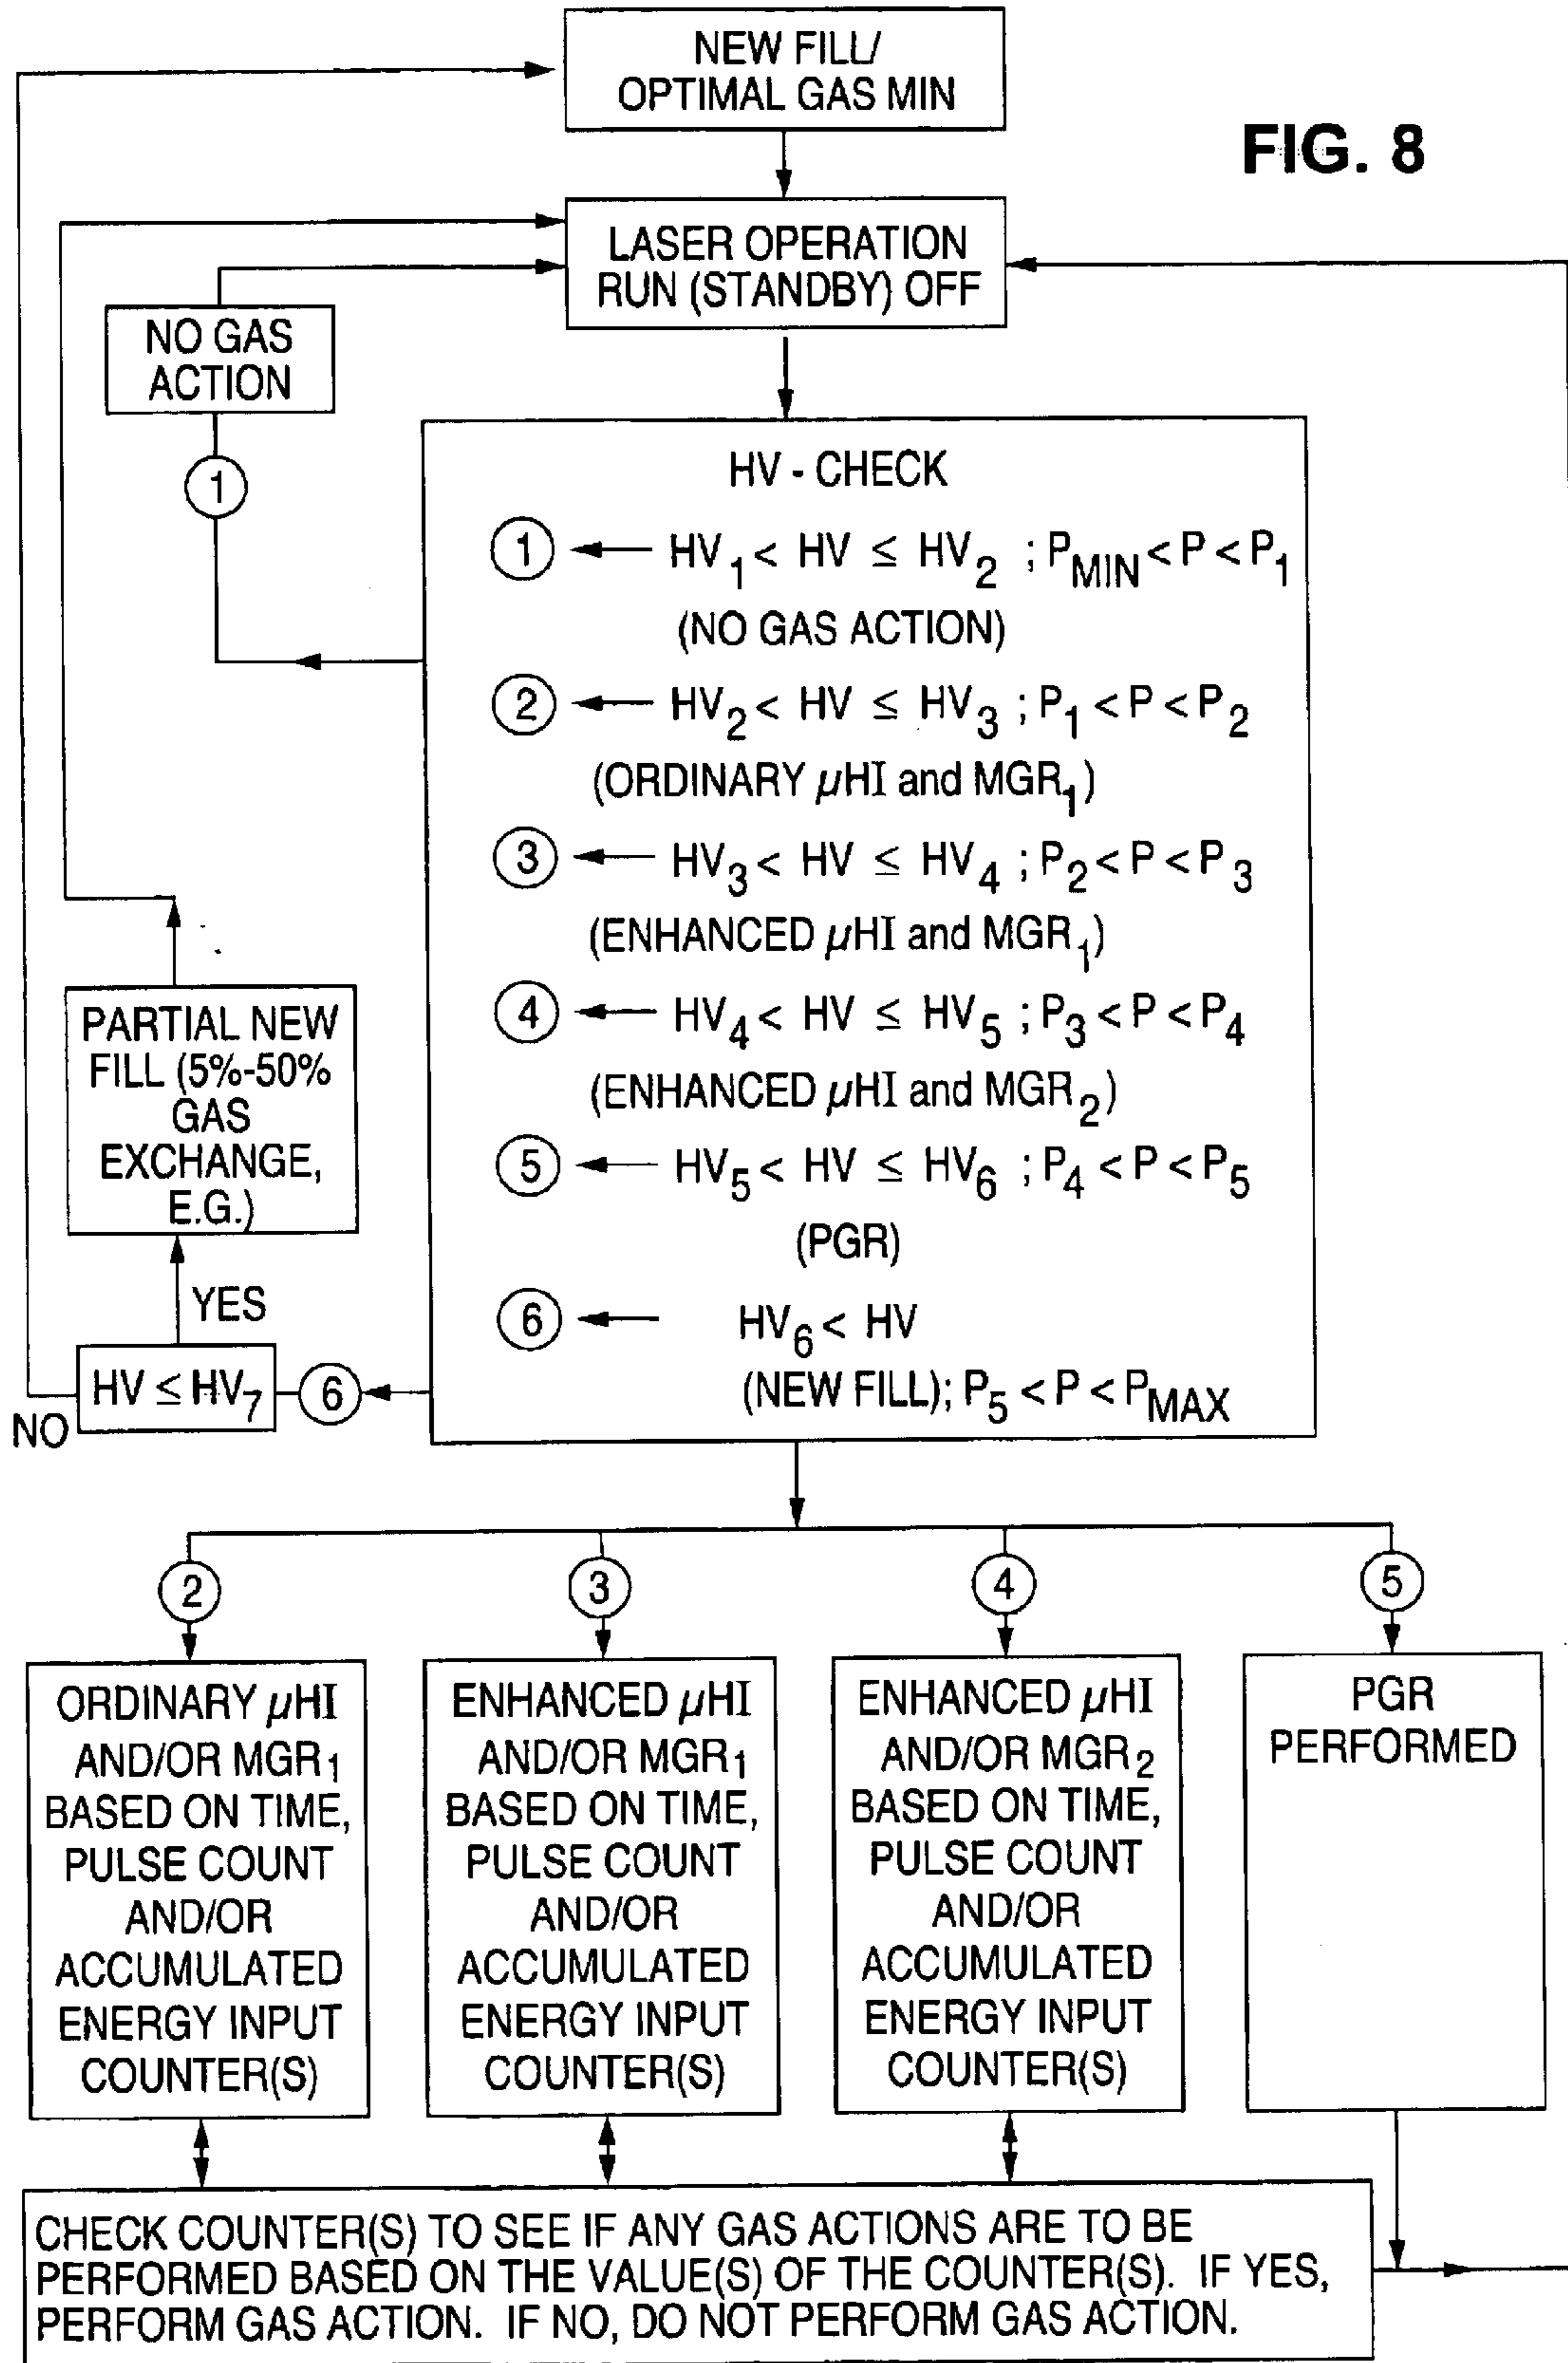 NEW FILL/
OPTIMAL GAS MIN
FIG. 8
LASER OPERATION
RUN (STANDBY) OFF
NO GAS
ACTION
1
HV - CHECK
1 HV1 < HV ≤ HV2 ; PMIN < P < P1
(NO GAS ACTION)
2 HV2 < HV ≤ HV3 ; P1 < P < P2
(ORDINARY µHI and MGR1)
3 HV3 < HV ≤ HV4 ; P2 < P < P3
(ENHANCED µHI and MGR1)
4 HV4 < HV ≤ HV5 ; P3 < P < P4
(ENHANCED µHI and MGR2)
5 HV5 < HV ≤ HV6 ; P4 < P < P5
(PGR)
6 HV6 < HV
(NEW FILL); P5 < P < PMAX
PARTIAL NEW
FILL (5%-50%
GAS
EXCHANGE,
E.G.)
YES
HV ≤ HV7
6
NO
2
3
4
5
ORDINARY µHI
AND/OR MGR1
BASED ON TIME,
PULSE COUNT
AND/OR
ACCUMULATED
ENERGY INPUT
COUNTER(S)
ENHANCED µHI
AND/OR MGR1
BASED ON TIME,
PULSE COUNT
AND/OR
ACCUMULATED
ENERGY INPUT
COUNTER(S)
ENHANCED µHI
AND/OR MGR2
BASED ON TIME,
PULSE COUNT
AND/OR
ACCUMULATED
ENERGY INPUT
COUNTER(S)
PGR
PERFORMED
CHECK COUNTER(S) TO SEE IF ANY GAS ACTIONS ARE TO BE
PERFORMED BASED ON THE VALUE(S) OF THE COUNTER(S). IF YES,
PERFORM GAS ACTION. IF NO, DO NOT PERFORM GAS ACTION.